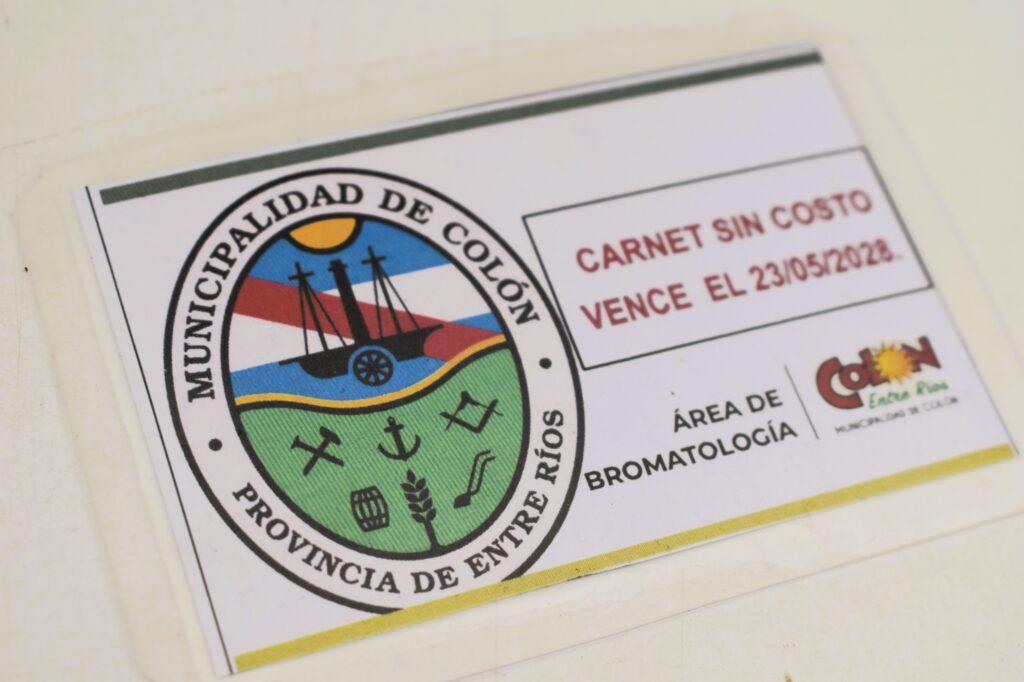 MUNICIPALIDAD DE COLÓN
PROVINCIA DE ENTRE RÍOS
CARNET SIN COSTO
VENCE EL 23/05/2028.
ÁREA DE
BROMATOLOGÍA
COLON
Entre Ríos
MUNICIPALIDAD DE COLÓN